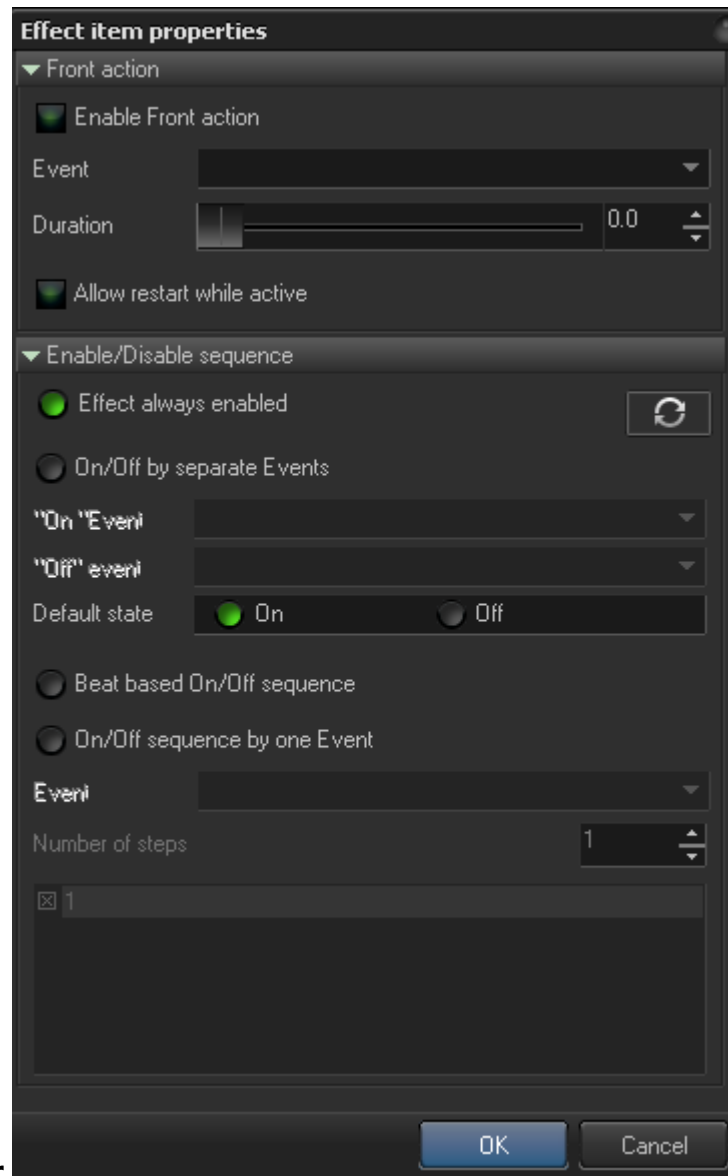 Effect item properties
Front action
Enable Front action
Event
Duration 0.0
Allow restart while active
Enable/Disable sequence
Effect always enabled
On/Off by separate Events
"On "Event
"Off" event
Default state On Off
Beat based On/Off sequence
On/Off sequence by one Event
Event
Number of steps 1
1
OK Cancel